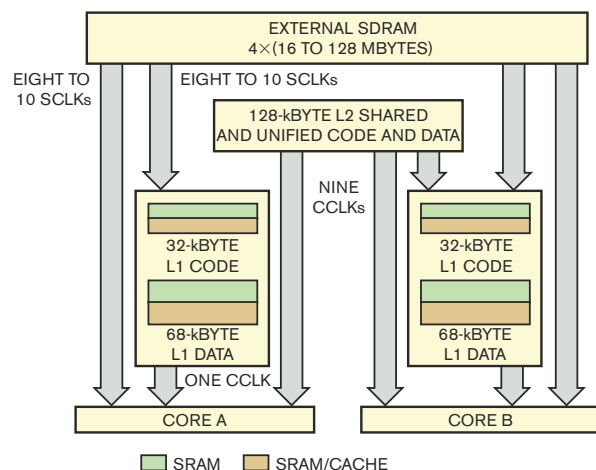 EXTERNAL SDRAM
4×(16 TO 128 MBYTES)
EIGHT TO
10 SCLKs
EIGHT TO 10 SCLKs
128-kBYTE L2 SHARED
AND UNIFIED CODE AND DATA
NINE
CCLKs
32-kBYTE
L1 CODE
68-kBYTE
L1 DATA
32-kBYTE
L1 CODE
68-kBYTE
L1 DATA
ONE CCLK
CORE A
CORE B
SRAM
SRAM/CACHE